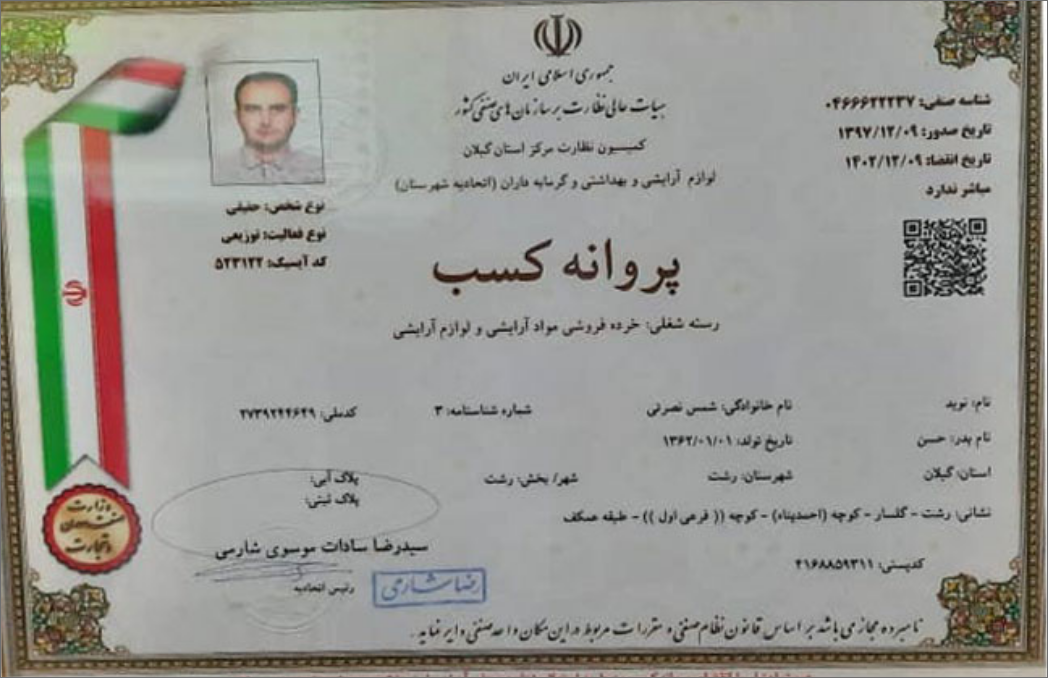 جمهوری اسلامی ایران
هیات عالی نظارت بر سازمان های صنفی کشور
کمیسیون نظارت مرکز استان گیلان
لوازم آرایشی و بهداشتی و گرمابه داران (اتحادیه شهرستان)
شناسه صنفی: ۰۴۶۶۶۲۲۲۳۷
تاریخ صدور: ۱۳۹۷/۱۲/۰۹
تاریخ انقضا: ۱۴۰۲/۱۲/۰۹
مباشر ندارد
نوع شخص: حقیقی
نوع فعالیت: توزیعی
کد آیسیک: ۵۲۳۱۲۲
پروانه کسب
رسته شغلی: خرده فروشی مواد آرایشی و لوازم آرایشی
نام: نوید نام خانوادگی: شمس نصرتی شماره شناسنامه: ۳ کدملی: ۲۷۳۹۲۴۴۶۴۹
نام پدر: حسن تاریخ تولد: ۱۳۶۲/۰۱/۰۱
استان: گیلان شهرستان: رشت شهر/ بخش: رشت پلاک آبی:
پلاک ثبتی:
نشانی: رشت - گلسار - کوچه (احمدپناه) - کوچه (( فرعی اول )) - طبقه همکف
کدپستی: ۴۱۶۸۸۵۹۳۱۱
سیدرضا سادات موسوی شارمی
رئیس اتحادیه
رضا شارمی
وزارت
صنعت معدن
و تجارت
نامبرده مجاز می باشد بر اساس قانون نظام صنفی و مقررات مربوط در این مکان واحد صنفی دایر نماید.